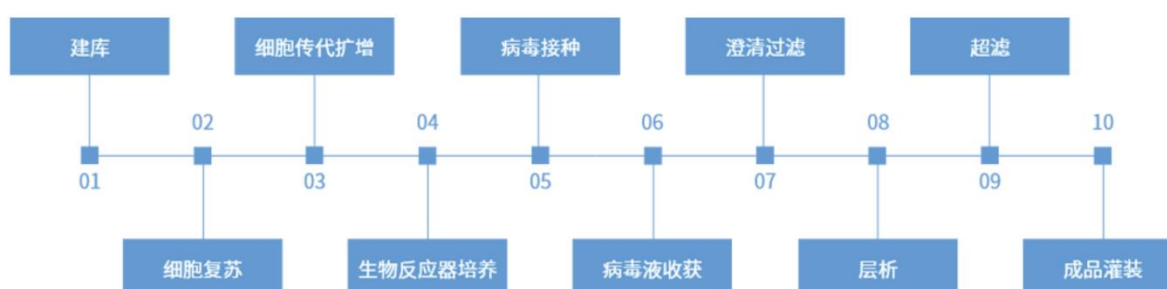 建库
细胞传代扩增
病毒接种
澄清过滤
超滤
02
04
06
08
10
01
03
05
07
09
细胞复苏
生物反应器培养
病毒液收获
层析
成品灌装